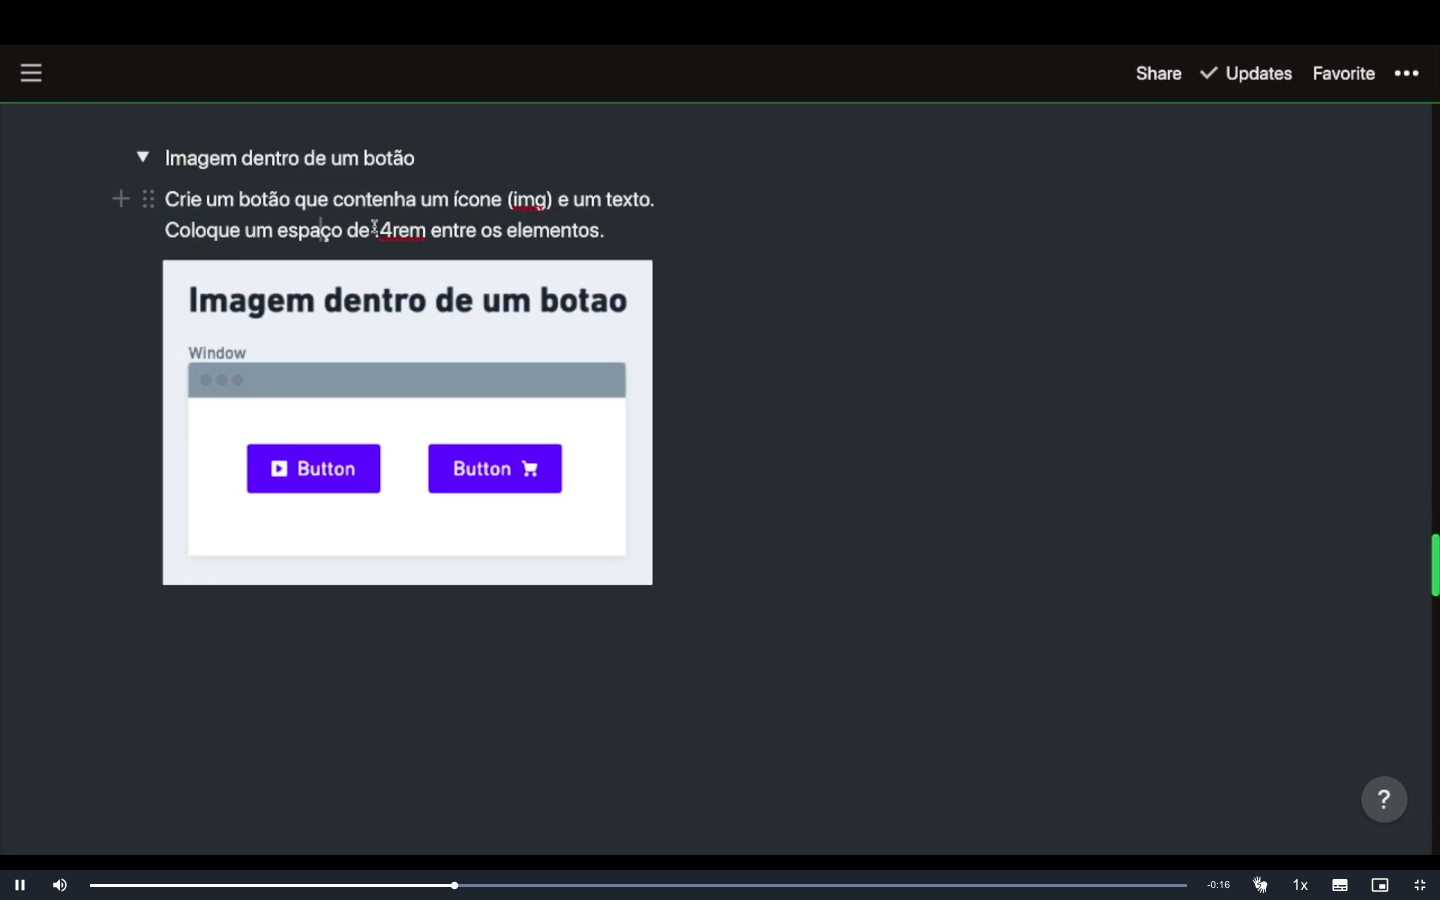 Share Updates Favorite
Imagem dentro de um botão
Crie um botão que contenha um ícone (img) e um texto.
Coloque um espaço de .4rem entre os elementos.
Imagem dentro de um botao
Window
Button
Button
?
-0:16
1x